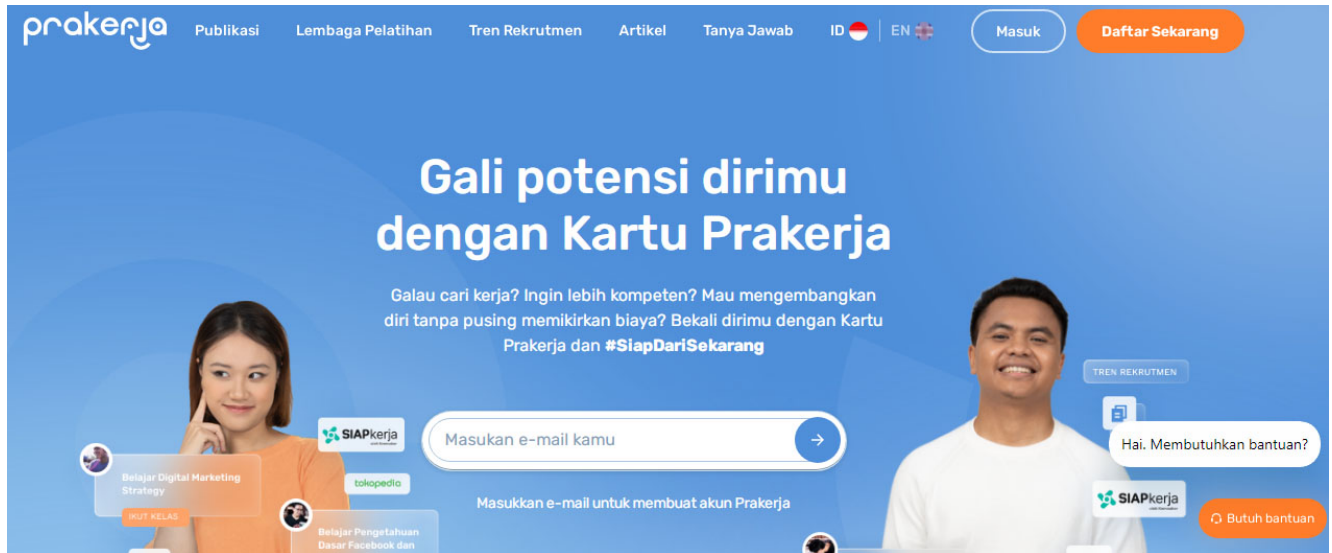 prakerja
Publikasi
Lembaga Pelatihan
Tren Rekrutmen
Artikel
Tanya Jawab
ID
EN
Masuk
Daftar Sekarang
Gali potensi dirimu
dengan Kartu Prakerja
Galau cari kerja? Ingin lebih kompeten? Mau mengembangkan
diri tanpa pusing memikirkan biaya? Bekali dirimu dengan Kartu
Prakerja dan #SiapDariSekarang
Masukan e-mail kamu
Masukkan e-mail untuk membuat akun Prakerja
SIAPkerja
Belajar Digital Marketing
Strategy
IKUT KELAS
tokopedia
Belajar Pengetahuan
Dasar Facebook dan
TREN REKRUTMEN
Hai. Membutuhkan bantuan?
SIAPkerja
Butuh bantuan